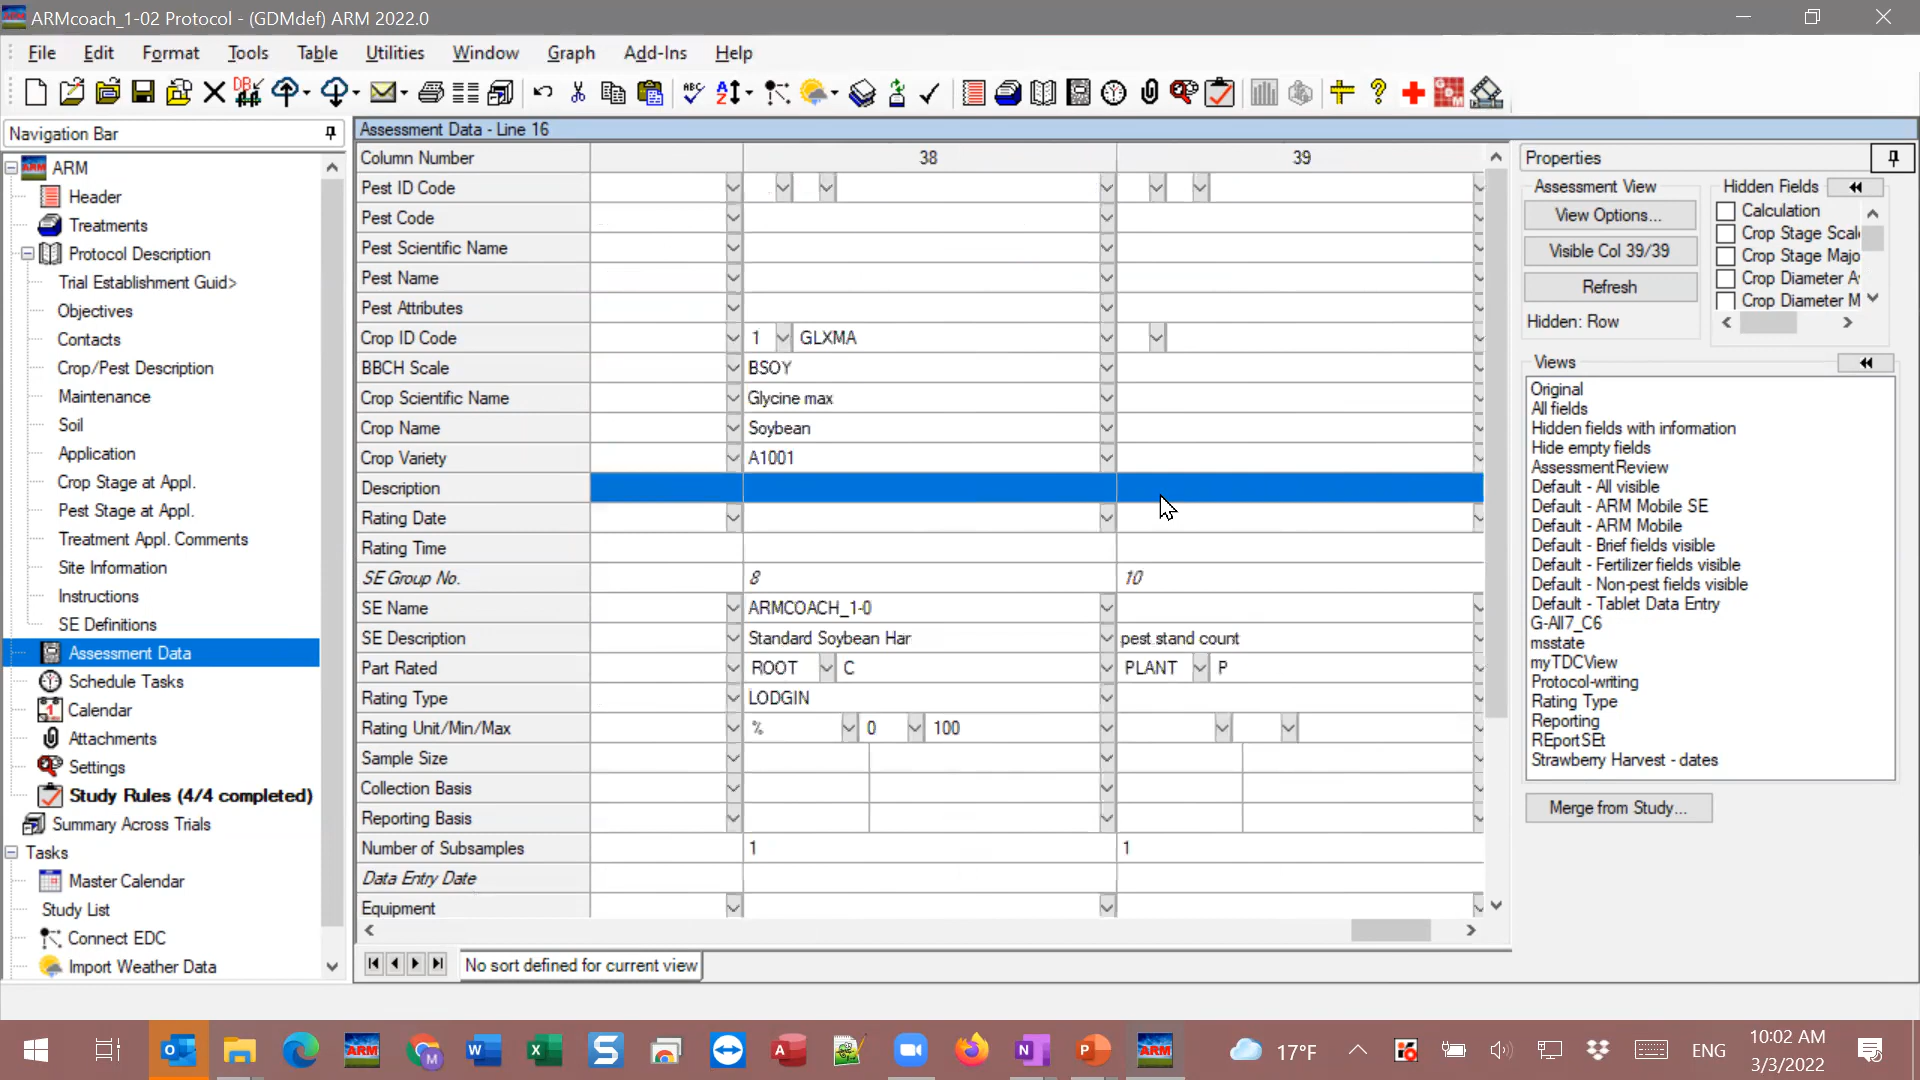 ARMcoach_1-02 Protocol - (GDMdef) ARM 2022.0
File Edit Format Tools Table Utilities Window Graph Add-Ins Help
Navigation Bar
ARM
Header
Treatments
Protocol Description
Trial Establishment Guid>
Objectives
Contacts
Crop/Pest Description
Maintenance
Soil
Application
Crop Stage at Appl.
Pest Stage at Appl.
Treatment Appl. Comments
Site Information
Instructions
SE Definitions
Assessment Data
Schedule Tasks
Calendar
Attachments
Settings
Study Rules (4/4 completed)
Summary Across Trials
Tasks
Master Calendar
Study List
Connect EDC
Import Weather Data
Assessment Data - Line 16
Column Number 38 39
Pest ID Code
Pest Code
Pest Scientific Name
Pest Name
Pest Attributes
Crop ID Code 1 GLXMA
BBCH Scale BSOY
Crop Scientific Name Glycine max
Crop Name Soybean
Crop Variety A1001
Description
Rating Date
Rating Time
SE Group No. 8 10
SE Name ARMCOACH_1-0
SE Description Standard Soybean Har pest stand count
Part Rated ROOT C PLANT P
Rating Type LODGIN
Rating Unit/Min/Max % 0 100
Sample Size
Collection Basis
Reporting Basis
Number of Subsamples 1 1
Data Entry Date
Equipment
No sort defined for current view
Properties
Assessment View
View Options...
Visible Col 39/39
Refresh
Hidden: Row
Hidden Fields
Calculation
Crop Stage Scal
Crop Stage Majo
Crop Diameter A
Crop Diameter M
Views
Original
All fields
Hidden fields with information
Hide empty fields
AssessmentReview
Default - All visible
Default - ARM Mobile SE
Default - ARM Mobile
Default - Brief fields visible
Default - Fertilizer fields visible
Default - Non-pest fields visible
Default - Tablet Data Entry
G-All7_C6
msstate
myTDCView
Protocol-writing
Rating Type
Reporting
REportSEt
Strawberry Harvest - dates
Merge from Study...
17°F
ENG
10:02 AM
3/3/2022